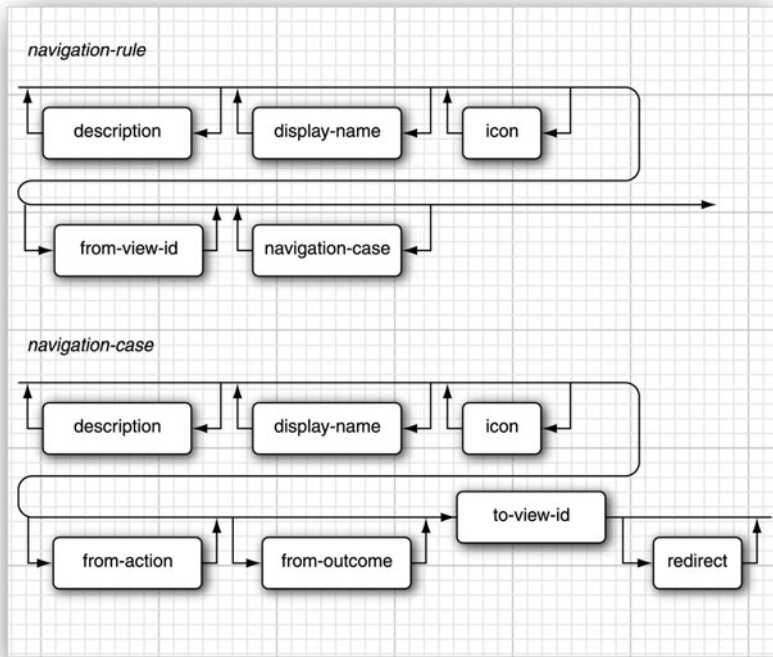 navigation-rule
description display-name icon
from-view-id navigation-case
navigation-case
description display-name icon
to-view-id
from-action from-outcome redirect